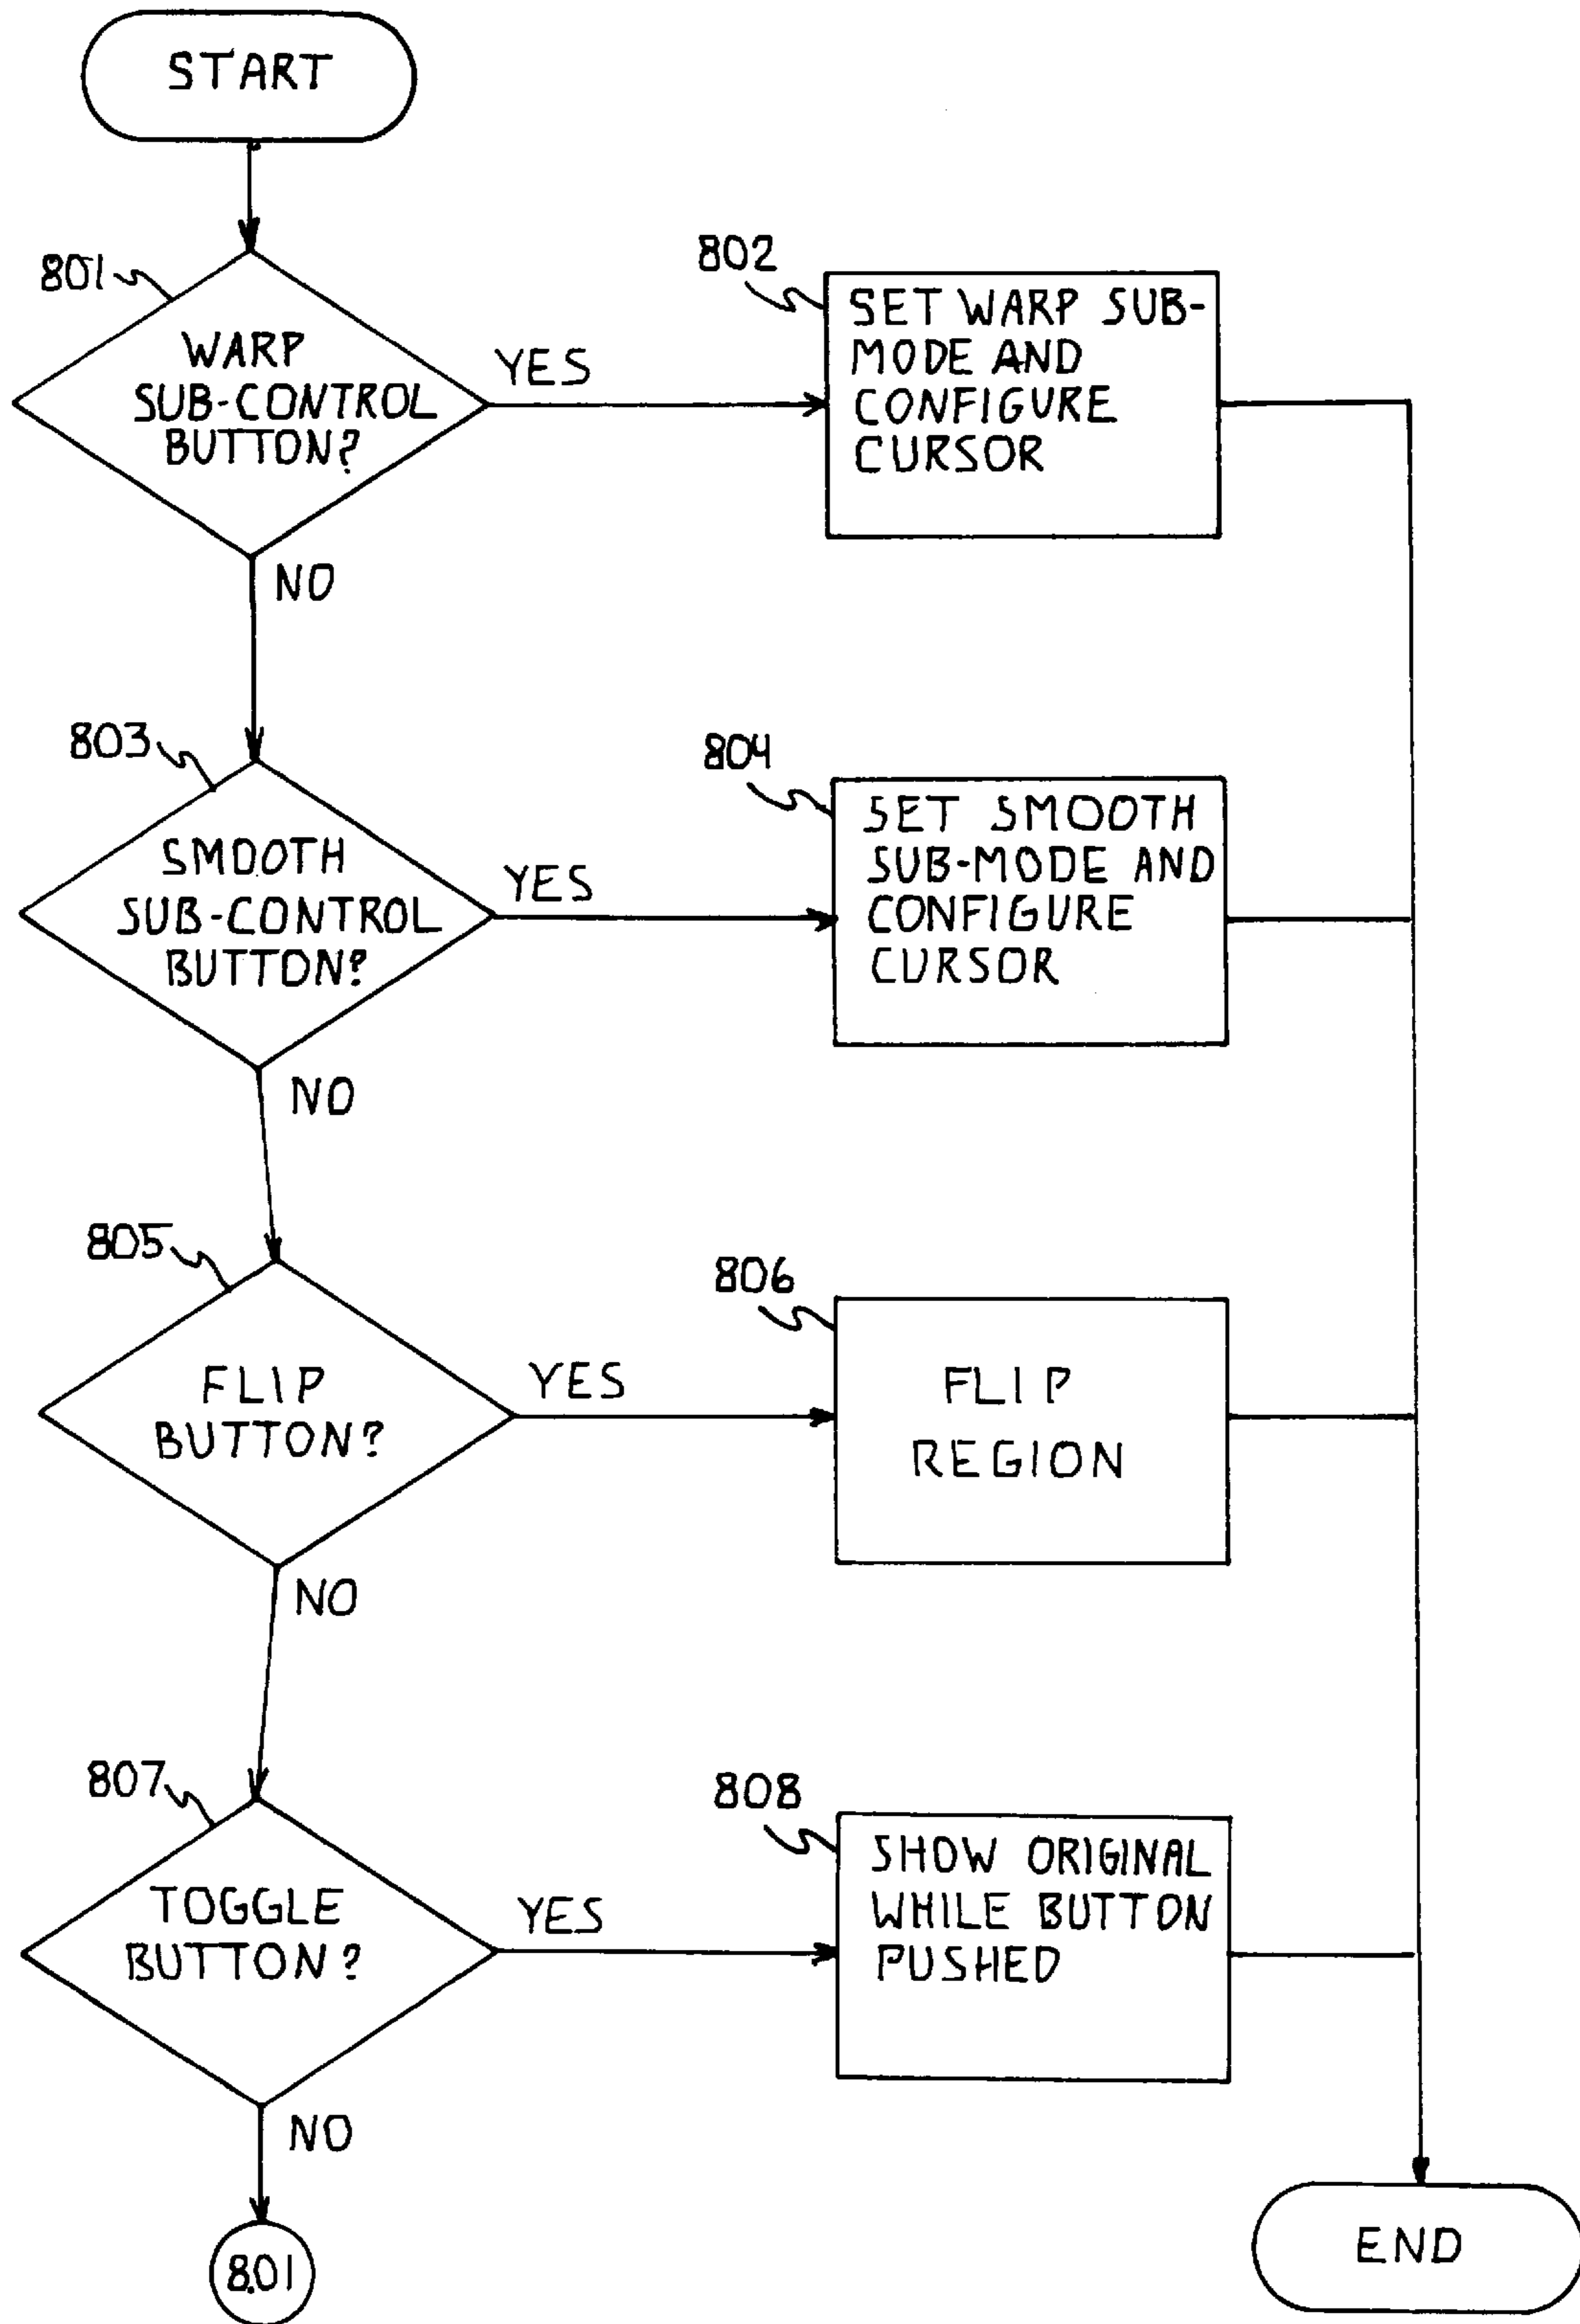 START
801
WARP
SUB-CONTROL
BUTTON?
YES
802
SET WARP SUB-
MODE AND
CONFIGURE
CURSOR
NO
803
SMOOTH
SUB-CONTROL
BUTTON?
YES
804
SET SMOOTH
SUB-MODE AND
CONFIGURE
CURSOR
NO
805
FLIP
BUTTON?
YES
806
FLIP
REGION
NO
807
TOGGLE
BUTTON?
YES
808
SHOW ORIGINAL
WHILE BUTTON
PUSHED
NO
8.01
END